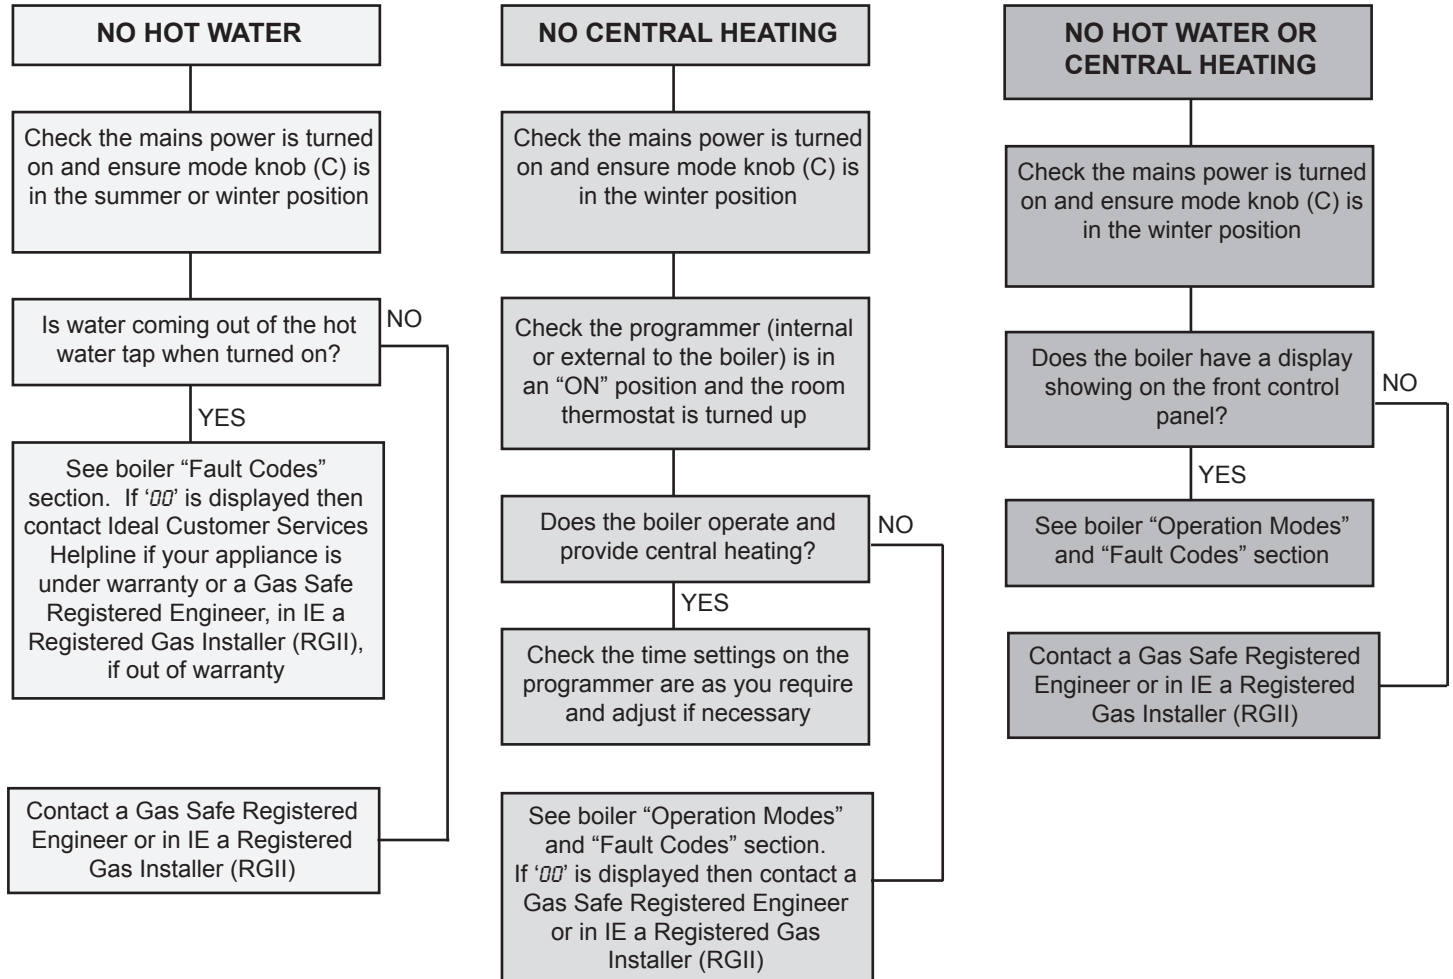 NO HOT WATER
Check the mains power is turned
on and ensure mode knob (C) is
in the summer or winter position
Is water coming out of the hot
water tap when turned on?
NO
YES
See boiler “Fault Codes”
section.  If ‘00’ is displayed then
contact Ideal Customer Services
Helpline if your appliance is
under warranty or a Gas Safe
Registered Engineer, in IE a
Registered Gas Installer (RGII),
if out of warranty
Contact a Gas Safe Registered
Engineer or in IE a Registered
Gas Installer (RGII)
NO CENTRAL HEATING
Check the mains power is turned
on and ensure mode knob (C) is
in the winter position
Check the programmer (internal
or external to the boiler) is in
an “ON” position and the room
thermostat is turned up
Does the boiler operate and
provide central heating?
NO
YES
Check the time settings on the
programmer are as you require
and adjust if necessary
See boiler “Operation Modes”
and “Fault Codes” section.
If ‘00’ is displayed then contact a
Gas Safe Registered Engineer
or in IE a Registered Gas
Installer (RGII)
NO HOT WATER OR
CENTRAL HEATING
Check the mains power is turned
on and ensure mode knob (C) is
in the winter position
Does the boiler have a display
showing on the front control
panel?
NO
YES
See boiler “Operation Modes”
and “Fault Codes” section
Contact a Gas Safe Registered
Engineer or in IE a Registered
Gas Installer (RGII)